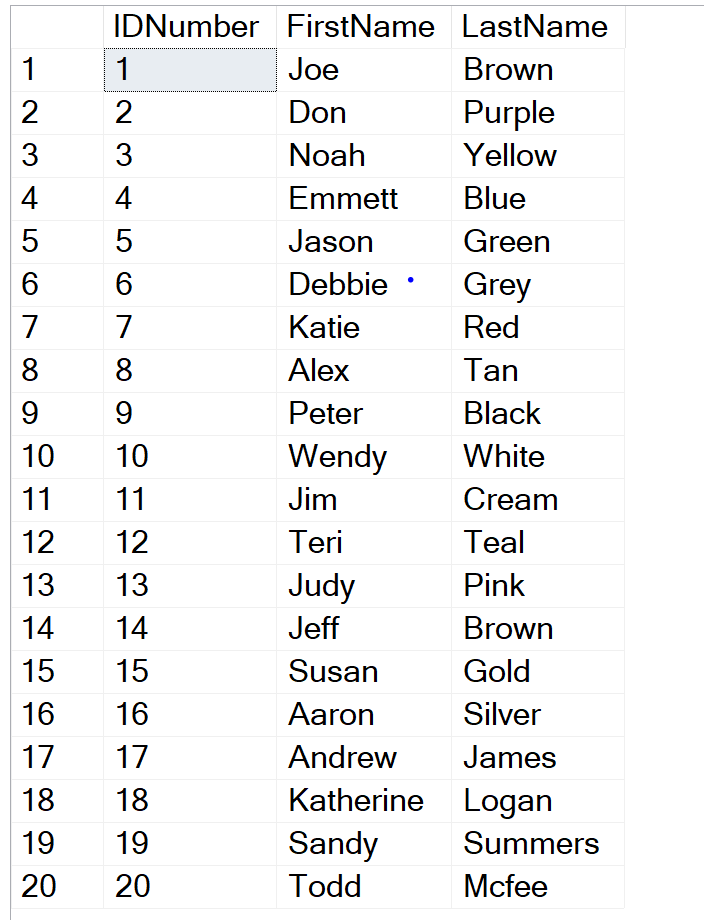 IDNumber FirstName LastName
1 1 Joe Brown
2 2 Don Purple
3 3 Noah Yellow
4 4 Emmett Blue
5 5 Jason Green
6 6 Debbie Grey
7 7 Katie Red
8 8 Alex Tan
9 9 Peter Black
10 10 Wendy White
11 11 Jim Cream
12 12 Teri Teal
13 13 Judy Pink
14 14 Jeff Brown
15 15 Susan Gold
16 16 Aaron Silver
17 17 Andrew James
18 18 Katherine Logan
19 19 Sandy Summers
20 20 Todd Mcfee